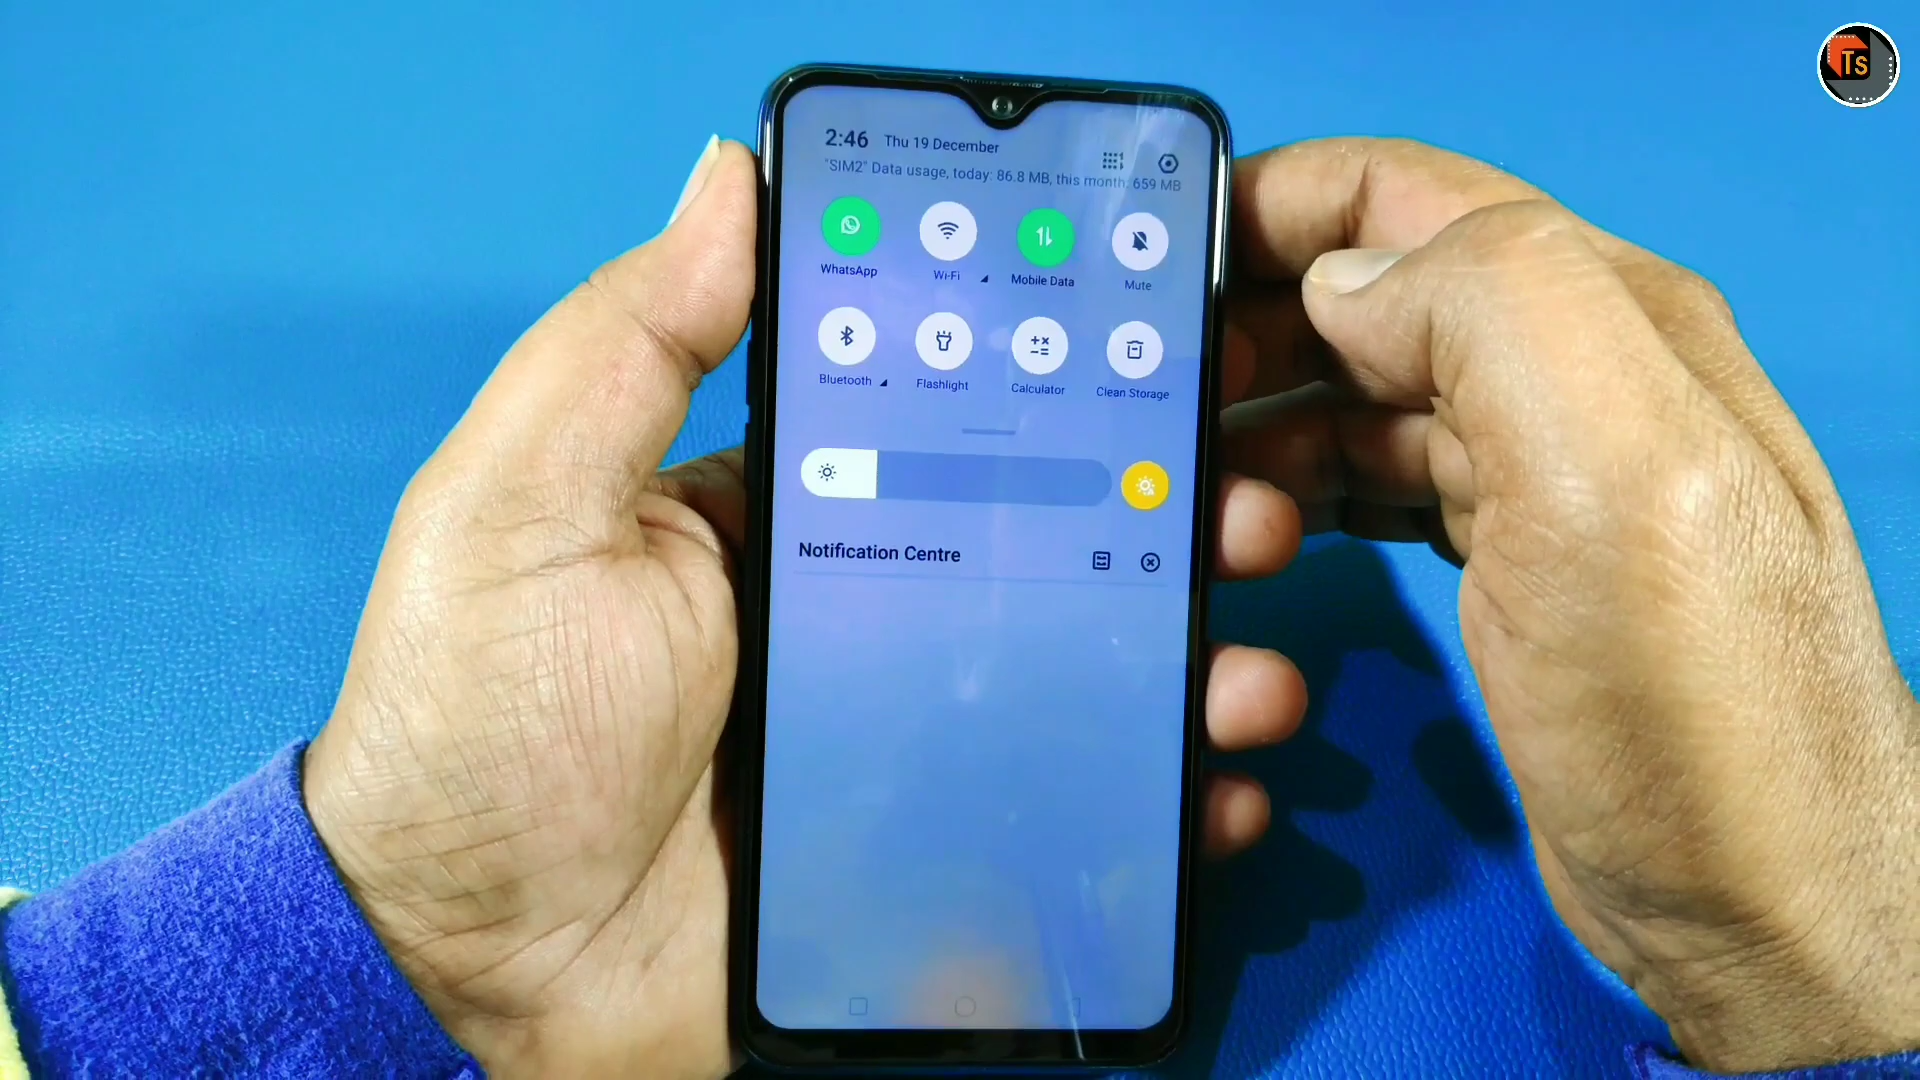 Ts
2:46 Thu 19 December
"SIM2" Data usage, today: 86.8 MB, this month: 659 MB
WhatsApp Wi-Fi Mobile Data Mute
Bluetooth Flashlight Calculator Clean Storage
Notification Centre